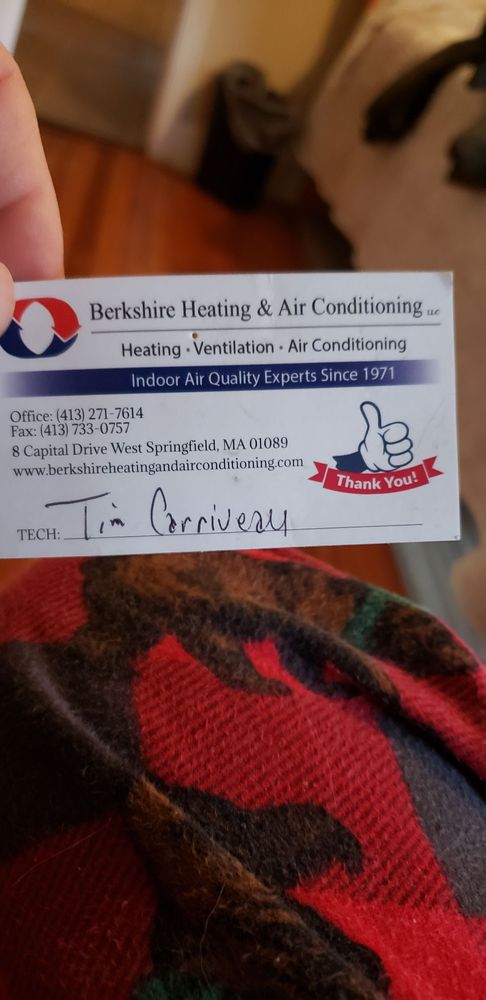 Berkshire Heating & Air Conditioning LLC
Heating • Ventilation • Air Conditioning
Indoor Air Quality Experts Since 1971
Office: (413) 271-7614
Fax: (413) 733-0757
8 Capital Drive West Springfield, MA 01089
www.berkshireheatingandairconditioning.com
Thank You!
TECH: Tim Carriveau